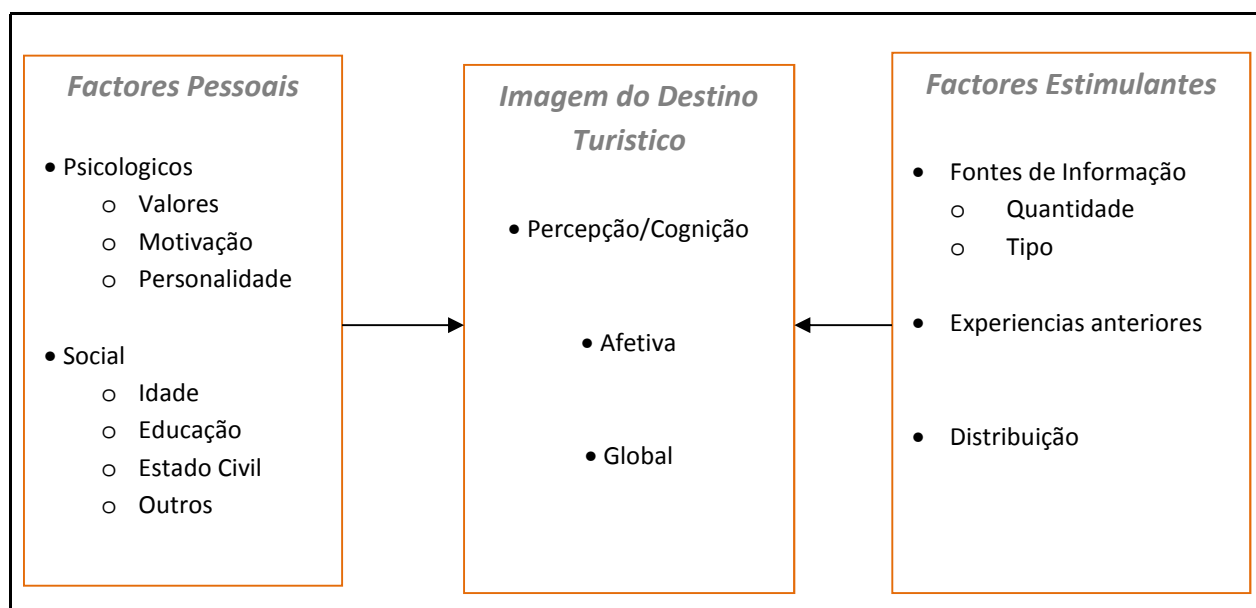 Factores Pessoais
• Psicologicos
o Valores
o Motivação
o Personalidade
• Social
o Idade
o Educação
o Estado Civil
o Outros
Imagem do Destino
Turistico
• Percepção/Cognição
• Afetiva
• Global
Factores Estimulantes
• Fontes de Informação
o Quantidade
o Tipo
• Experiencias anteriores
• Distribuição